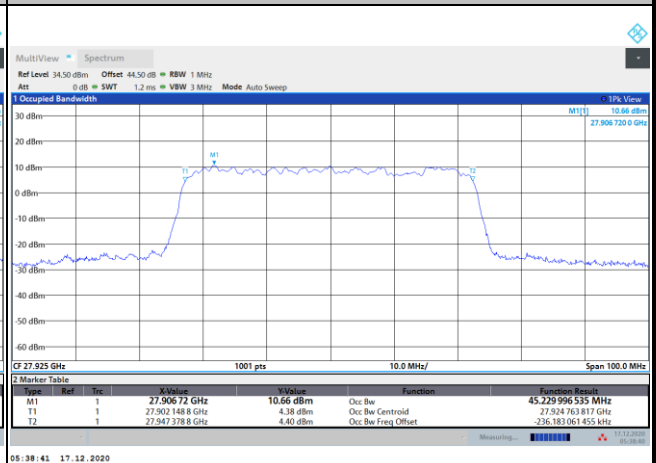 MultiView Spectrum
Ref Level 34.50 dBm Offset 44.50 dB RBW 1 MHz
Att 0 dB SWT 1.2 ms VBW 3 MHz Mode Auto Sweep
1 Occupied Bandwidth 1Pk View
M1[1] 10.66 dBm
27.906 720 0 GHz
30 dBm
20 dBm
M1
10 dBm
T1 T2
0 dBm
-10 dBm
-20 dBm
-30 dBm
-40 dBm
-50 dBm
-60 dBm
CF 27.925 GHz 1001 pts 10.0 MHz/ Span 100.0 MHz
2 Marker Table
Type Ref Trc X-Value Y-Value Function Function Result
M1 1 27.906 72 GHz 10.66 dBm Occ Bw 45.229 996 535 MHz
T1 1 27.902 148 8 GHz 4.38 dBm Occ Bw Centroid 27.924 763 817 GHz
T2 1 27.947 378 8 GHz 4.40 dBm Occ Bw Freq Offset -236.183 061 455 kHz
Measuring... 17.12.2020
05:38:40
05:38:41 17.12.2020